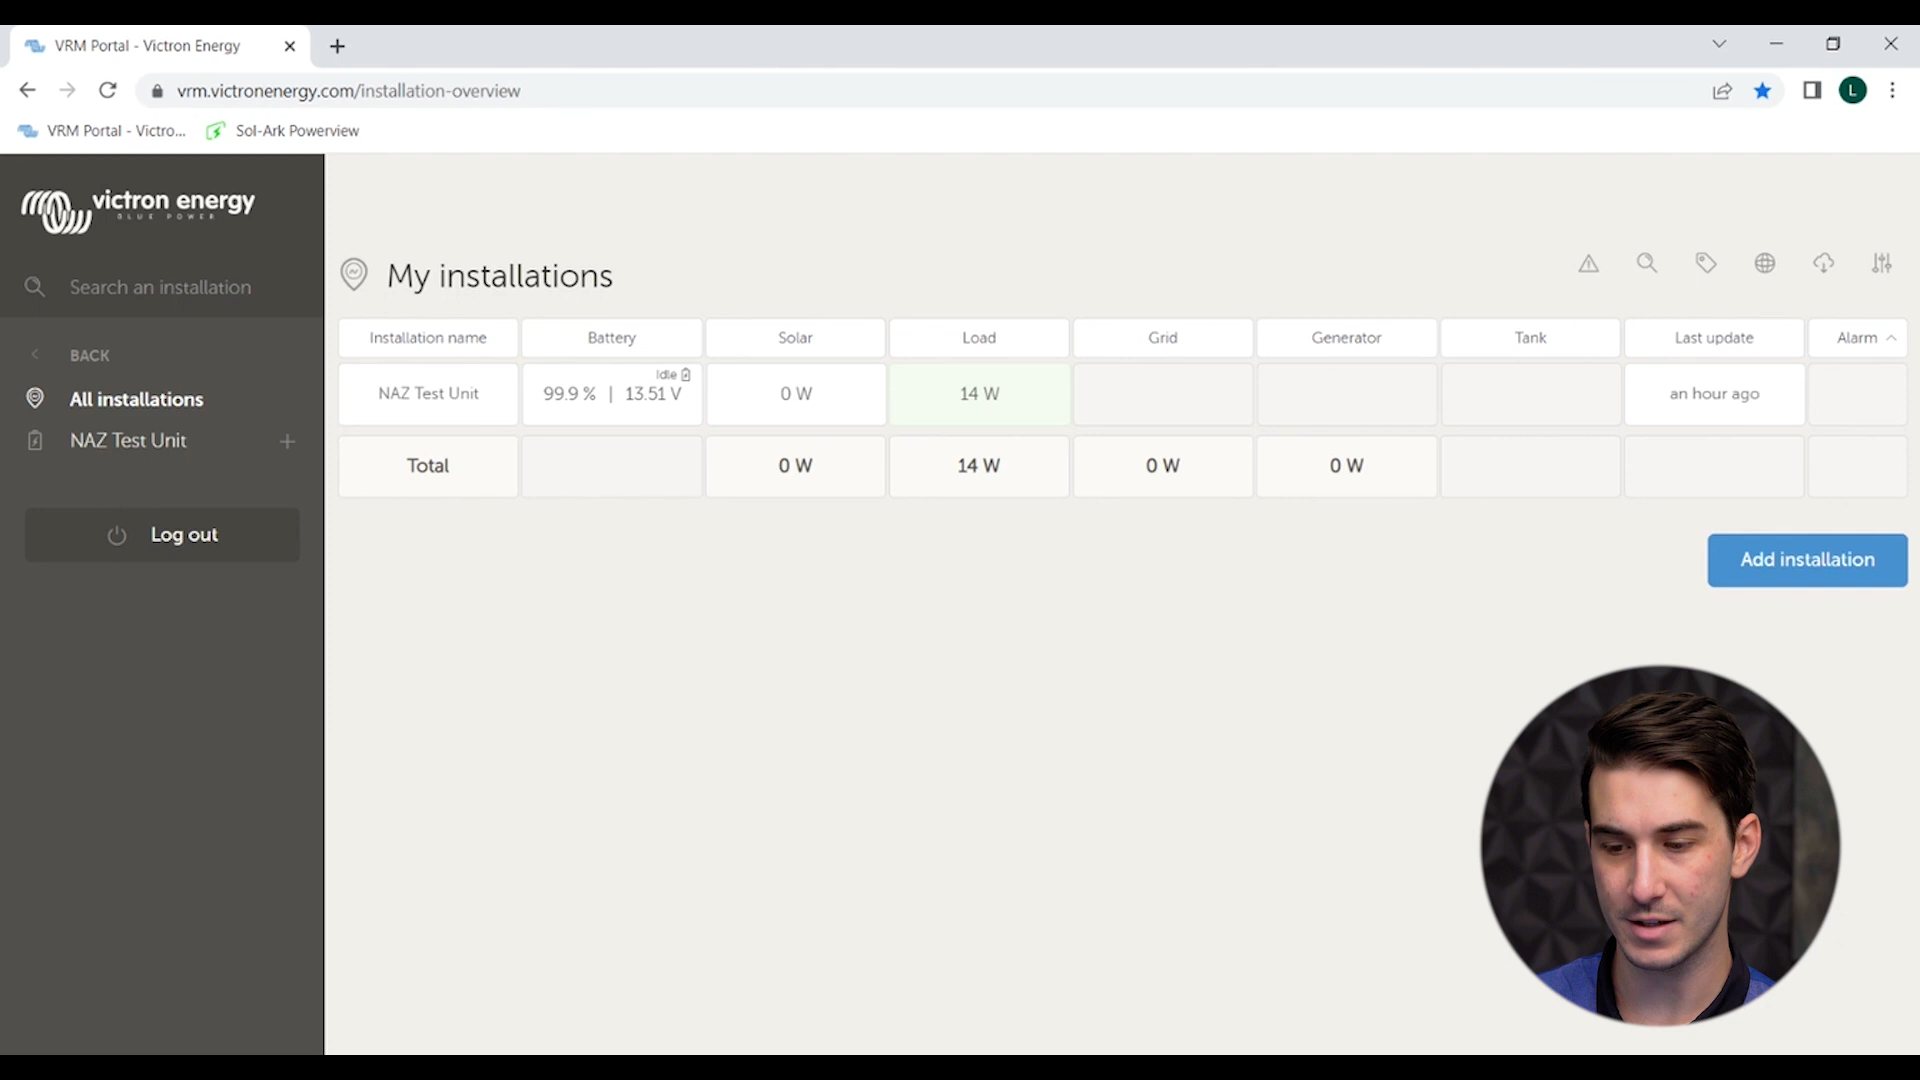 VRM Portal - Victron Energy
vrm.victronenergy.com/installation-overview
L
VRM Portal - Victro...
Sol-Ark Powerview
victron energy
BLUE POWER
Search an installation
BACK
All installations
NAZ Test Unit
Log out
My installations
Installation name Battery Solar Load Grid Generator Tank Last update Alarm
Idle
NAZ Test Unit 99.9 % | 13.51 V 0 W 14 W an hour ago
Total 0 W 14 W 0 W 0 W
Add installation